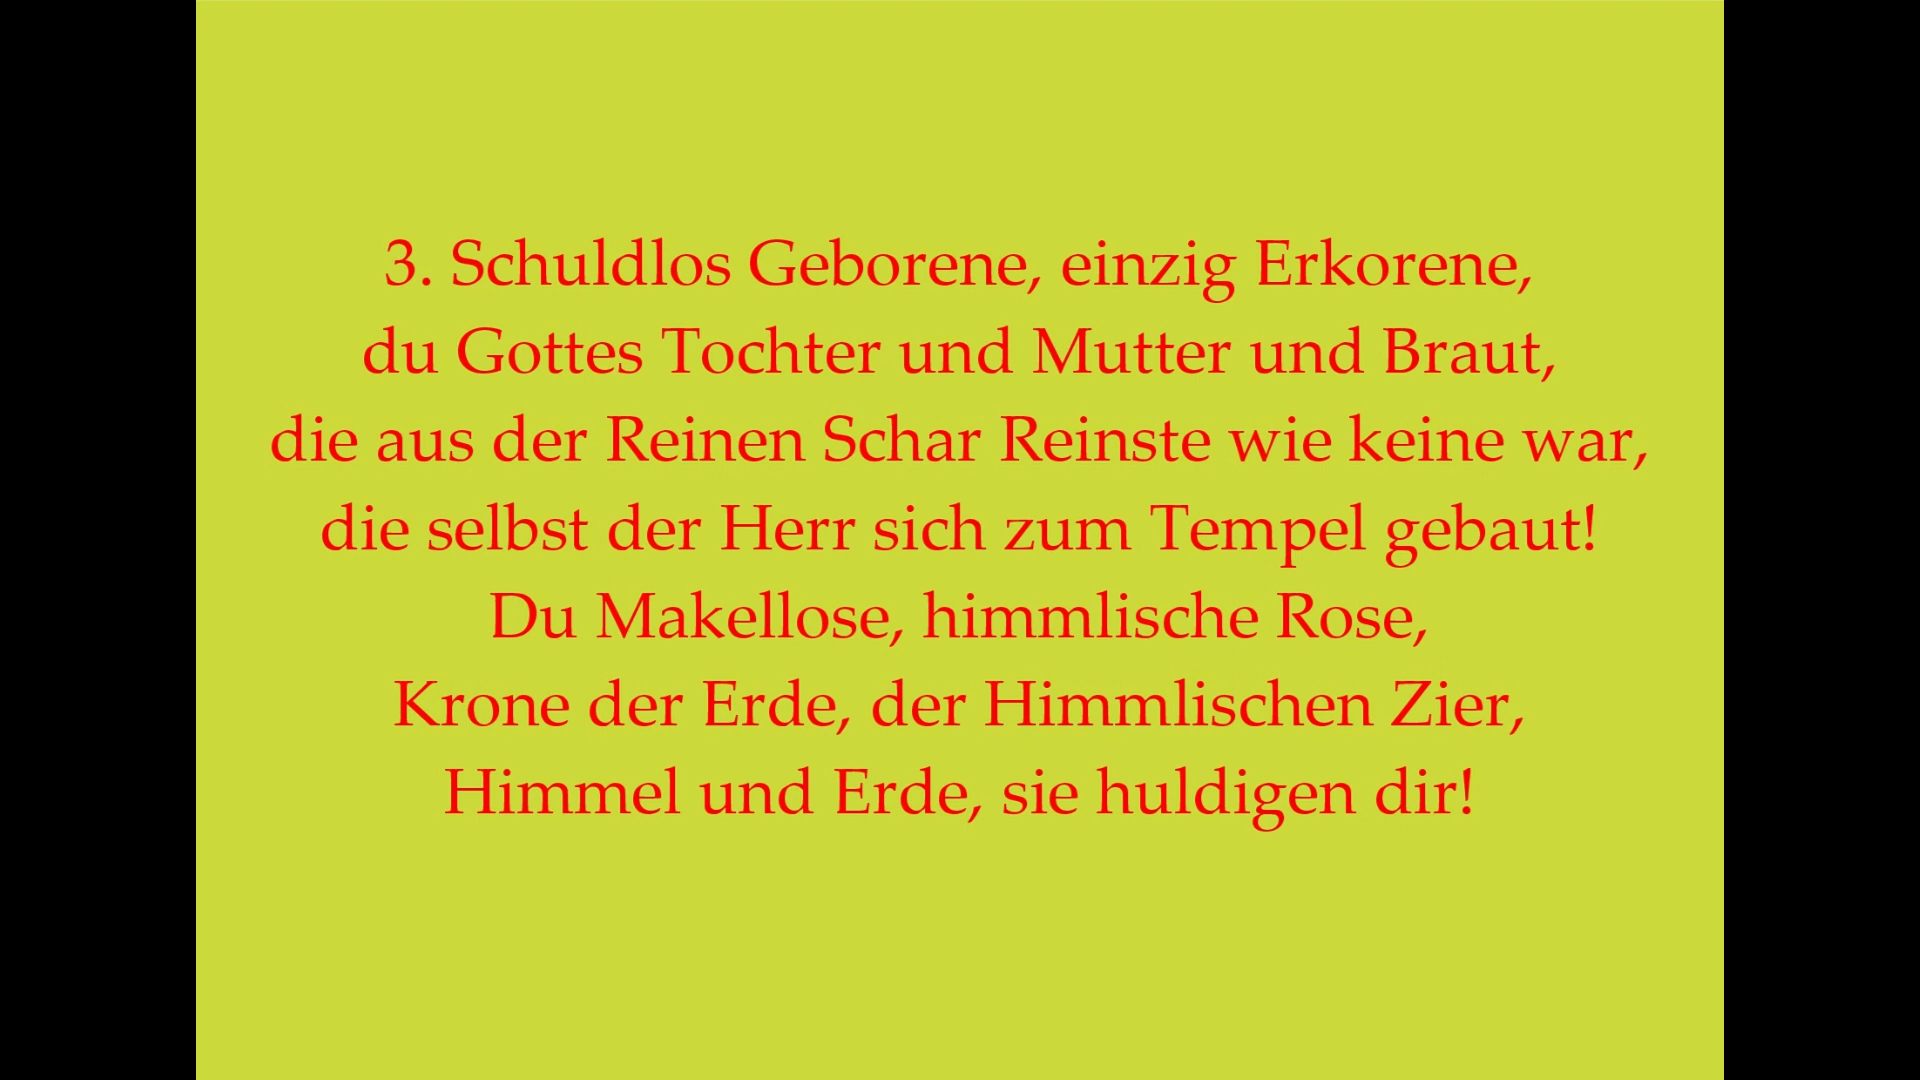 3. Schuldlos Geborene, einzig Erkorene,
du Gottes Tochter und Mutter und Braut,
die aus der Reinen Schar Reinste wie keine war,
die selbst der Herr sich zum Tempel gebaut!
Du Makellose, himmlische Rose,
Krone der Erde, der Himmlischen Zier,
Himmel und Erde, sie huldigen dir!